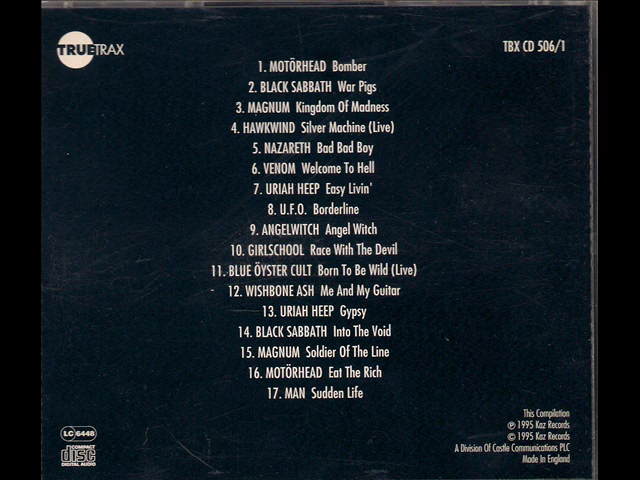 TRUETRAX
TBX CD 506/1
1. MOTÖRHEAD Bomber
2. BLACK SABBATH War Pigs
3. MAGNUM Kingdom Of Madness
4. HAWKWIND Silver Machine (Live)
5. NAZARETH Bad Bad Boy
6. VENOM Welcome To Hell
7. URIAH HEEP Easy Livin'
8. U.F.O. Borderline
9. ANGELWITCH Angel Witch
10. GIRLSCHOOL Race With The Devil
11. BLUE ÖYSTER CULT Born To Be Wild (Live)
12. WISHBONE ASH Me And My Guitar
13. URIAH HEEP Gypsy
14. BLACK SABBATH Into The Void
15. MAGNUM Soldier Of The Line
16. MOTÖRHEAD Eat The Rich
17. MAN Sudden Life
LC 6448
COMPACT
disc
DIGITAL AUDIO
This Compilation
℗ 1995 Kaz Records
© 1995 Kaz Records
A Division Of Castle Communications PLC
Made In England